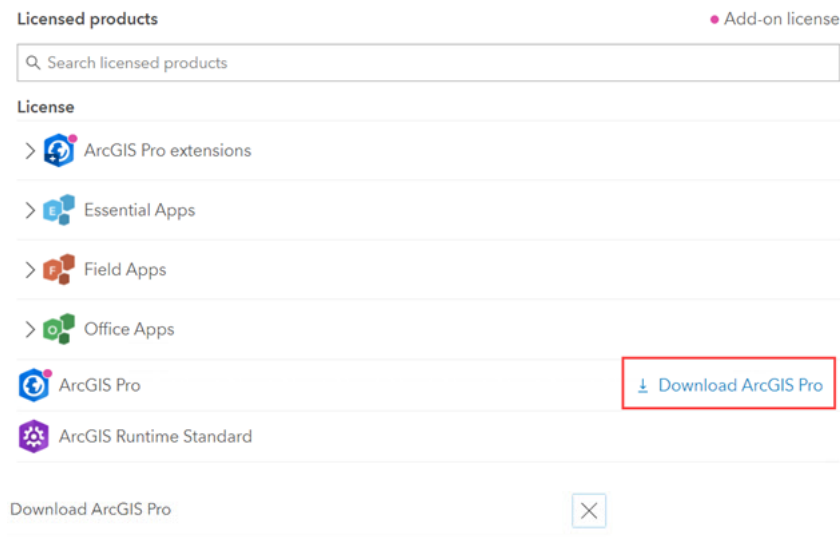 Licensed products
Add-on license
Search licensed products
License
ArcGIS Pro extensions
E Essential Apps
F Field Apps
O Office Apps
ArcGIS Pro
Download ArcGIS Pro
ArcGIS Runtime Standard
Download ArcGIS Pro